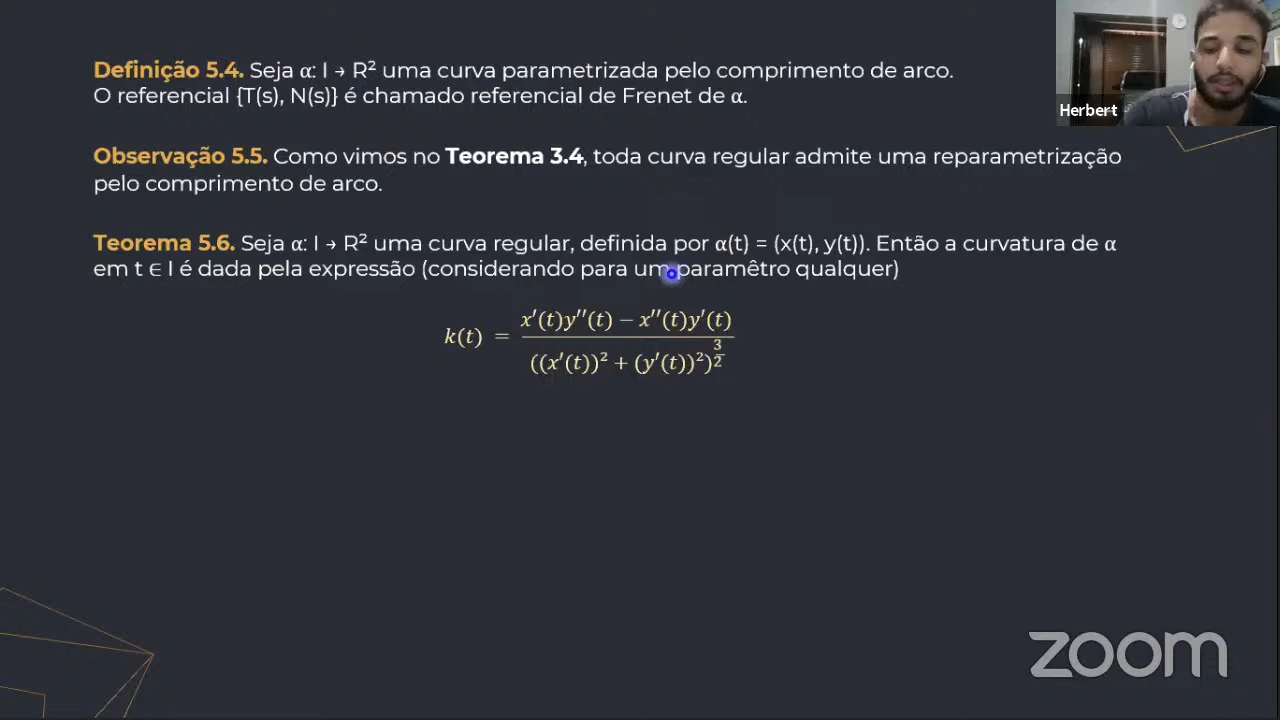 Definição 5.4. Seja α: I → R² uma curva parametrizada pelo comprimento de arco.
O referencial {T(s), N(s)} é chamado referencial de Frenet de α.
Herbert
Observação 5.5. Como vimos no Teorema 3.4, toda curva regular admite uma reparametrização
pelo comprimento de arco.
Teorema 5.6. Seja α: I → R² uma curva regular, definida por α(t) = (x(t), y(t)). Então a curvatura de α
em t ∈ I é dada pela expressão (considerando para um paramêtro qualquer)
k(t) = x′(t)y′′(t) − x′′(t)y′(t) / ((x′(t))² + (y′(t))²)^(3/2)
zoom